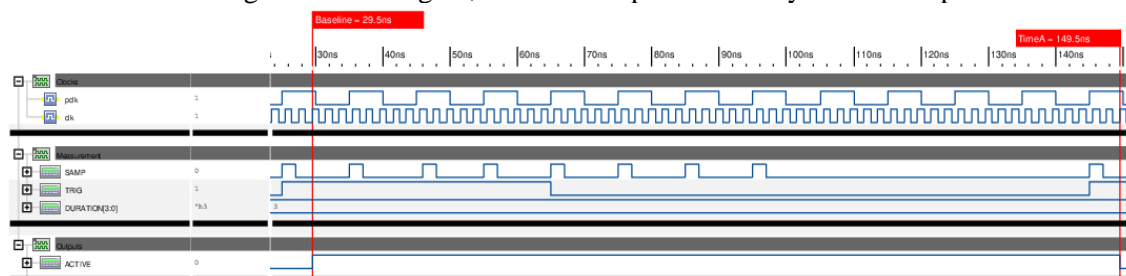 Baseline = 29.5ns
TimeA = 149.5ns
30ns 40ns 50ns 60ns 70ns 80ns 90ns 100ns 110ns 120ns 130ns 140ns
Clocks
pclk 1
clk 1
Measurement
SAMP 0
TRIG 1
DURATION[3:0] 'h3 3
Outputs
ACTIVE 0